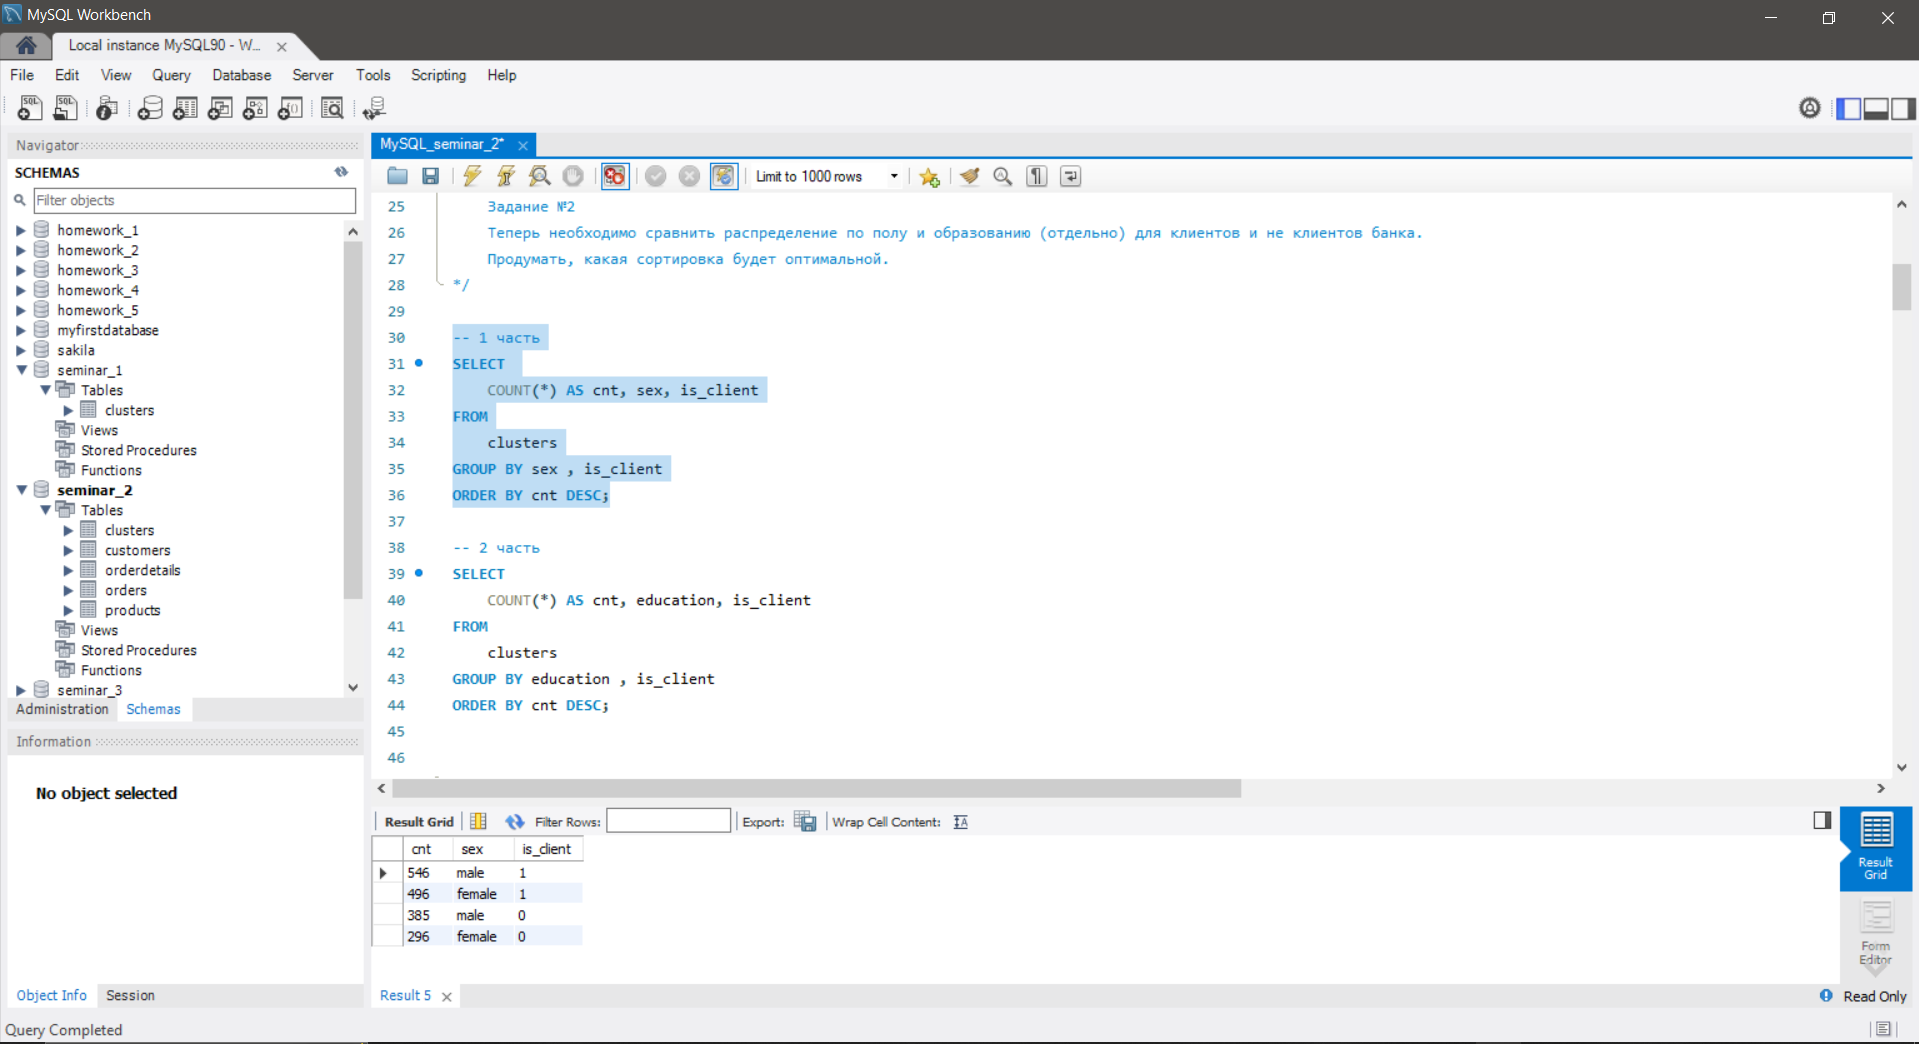 MySQL Workbench
Local instance MySQL90 - W...
File Edit View Query Database Server Tools Scripting Help
Navigator
SCHEMAS
Filter objects
homework_1
homework_2
homework_3
homework_4
homework_5
myfirstdatabase
sakila
seminar_1
Tables
clusters
Views
Stored Procedures
Functions
seminar_2
Tables
clusters
customers
orderdetails
orders
products
Views
Stored Procedures
Functions
seminar_3
Administration Schemas
Information
No object selected
Object Info Session
Query Completed
MySQL_seminar_2*
Limit to 1000 rows
25 Задание №2
26 Теперь необходимо сравнить распределение по полу и образованию (отдельно) для клиентов и не клиентов банка.
27 Продумать, какая сортировка будет оптимальной.
28 */
29
30 -- 1 часть
31 SELECT
32 COUNT(*) AS cnt, sex, is_client
33 FROM
34 clusters
35 GROUP BY sex , is_client
36 ORDER BY cnt DESC;
37
38 -- 2 часть
39 SELECT
40 COUNT(*) AS cnt, education, is_client
41 FROM
42 clusters
43 GROUP BY education , is_client
44 ORDER BY cnt DESC;
45
46
Result Grid Filter Rows: Export: Wrap Cell Content:
cnt sex is_client
546 male 1
496 female 1
385 male 0
296 female 0
Result
Grid
Form
Editor
Result 5
Read Only